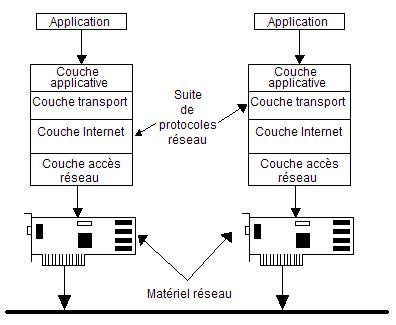 Application
Application
Couche
applicative
Couche transport
Couche Internet
Couche accès
réseau
Suite
de
protocoles
réseau
Couche
applicative
Couche transport
Couche Internet
Couche accès
réseau
Matériel réseau